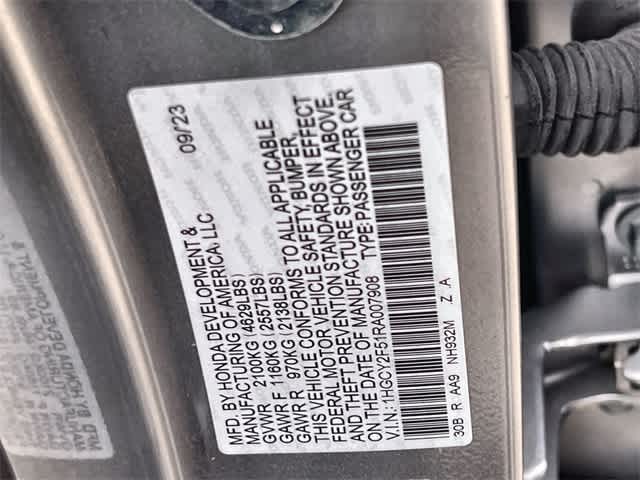 MFD. BY HONDA DEVELOPMENT &
MANUFACTURING OF AMERICA, LLC 09/23
GVWR 2100KG (4629LBS)
GAWR F 1160KG (2557LBS)
GAWR R 970KG (2138LBS)
THIS VEHICLE CONFORMS TO ALL APPLICABLE
FEDERAL MOTOR VEHICLE SAFETY, BUMPER,
AND THEFT PREVENTION STANDARDS IN EFFECT
ON THE DATE OF MANUFACTURE SHOWN ABOVE.
V.I.N.: 1HGCY2F51RA007908 TYPE:PASSENGER CAR
30B R AA9 NH932M Z :A